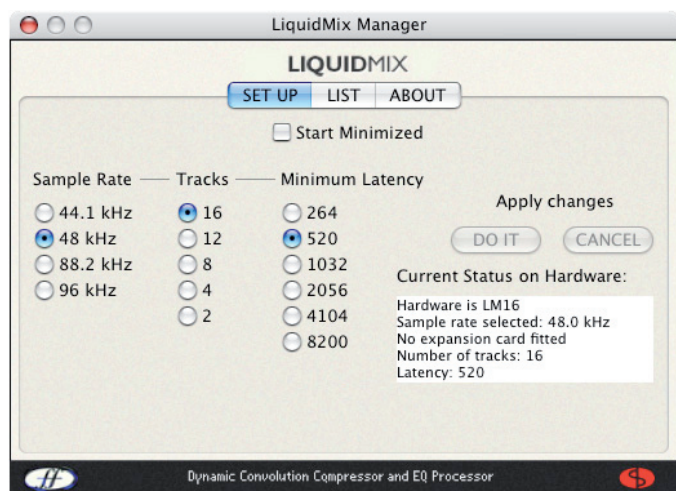 LiquidMix Manager
LIQUIDMIX
SET UP LIST ABOUT
Start Minimized
Sample Rate Tracks Minimum Latency
44.1 kHz 16 264
48 kHz 12 520
88.2 kHz 8 1032
96 kHz 4 2056
2 4104
8200
Apply changes
DO IT CANCEL
Current Status on Hardware:
Hardware is LM16
Sample rate selected: 48.0 kHz
No expansion card fitted
Number of tracks: 16
Latency: 520
ff Dynamic Convolution Compressor and EQ Processor